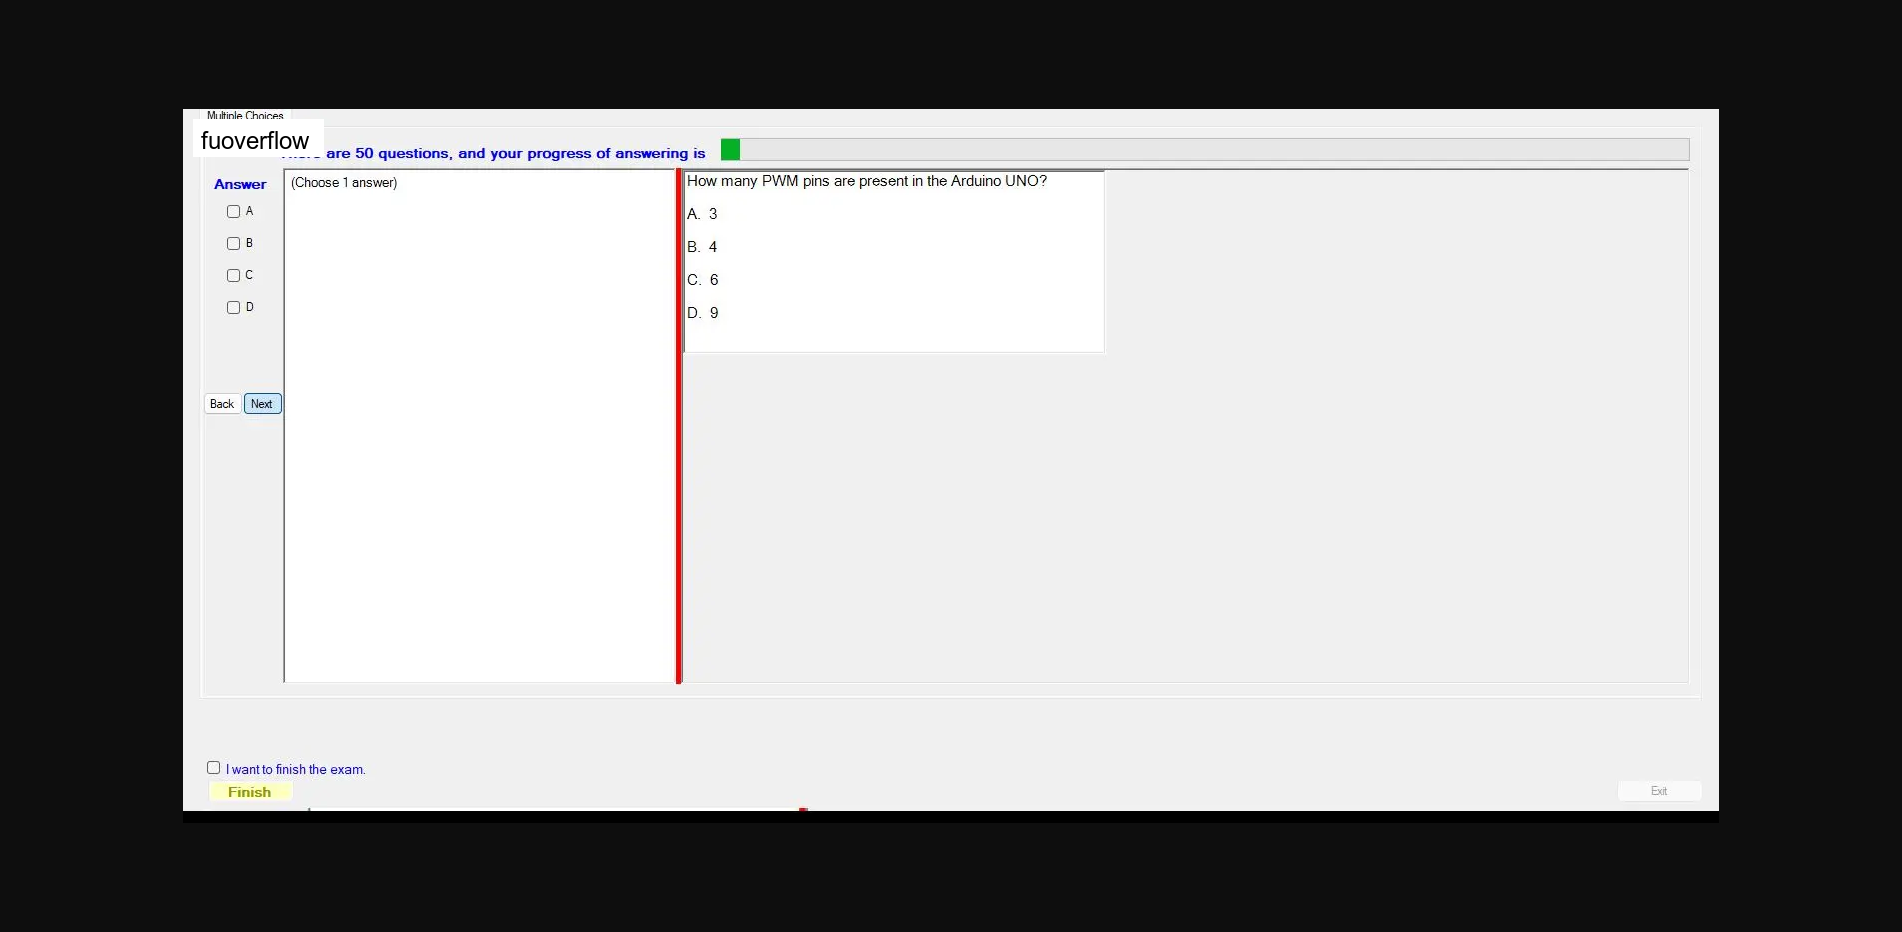 Multiple Choices
fuoverflow
are 50 questions, and your progress of answering is
Answer
(Choose 1 answer)
How many PWM pins are present in the Arduino UNO?
A
A. 3
B
B. 4
C
C. 6
D
D. 9
Back
Next
I want to finish the exam.
Finish
Exit